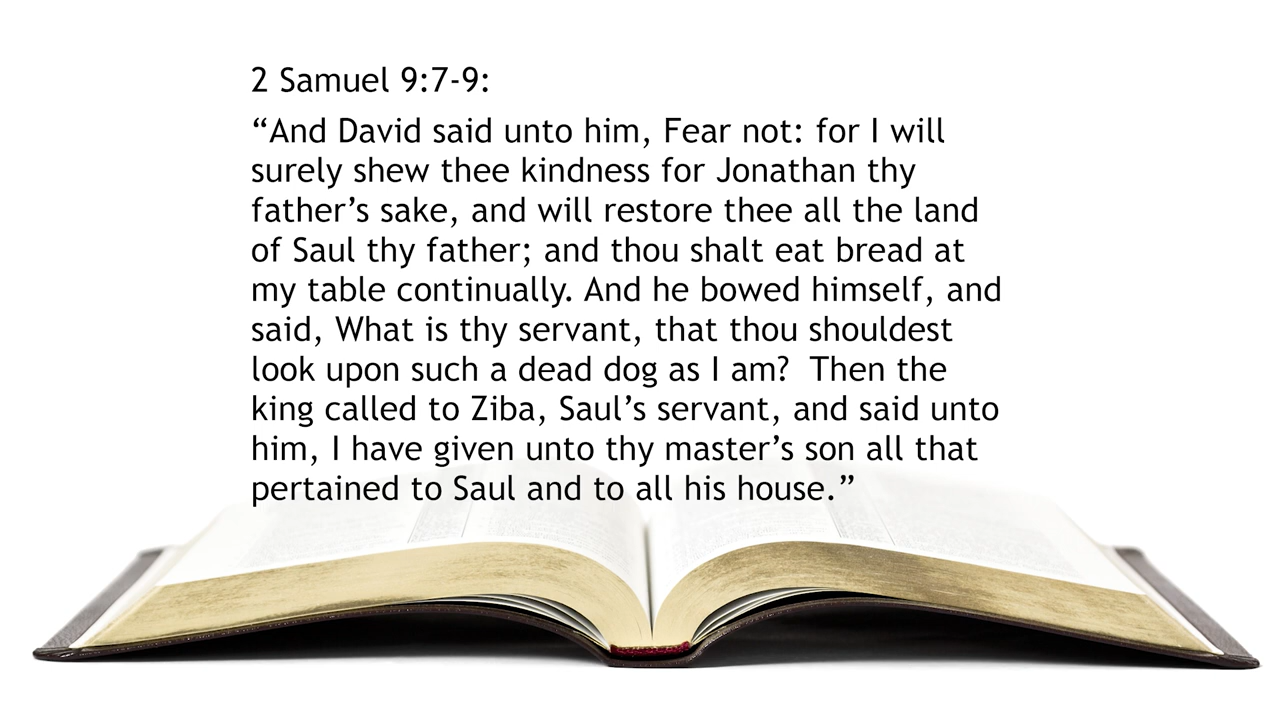 2 Samuel 9:7-9:
“And David said unto him, Fear not: for I will
surely shew thee kindness for Jonathan thy
father’s sake, and will restore thee all the land
of Saul thy father; and thou shalt eat bread at
my table continually. And he bowed himself, and
said, What is thy servant, that thou shouldest
look upon such a dead dog as I am?  Then the
king called to Ziba, Saul’s servant, and said unto
him, I have given unto thy master’s son all that
pertained to Saul and to all his house.”